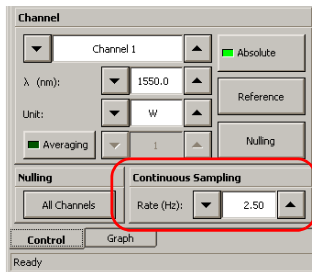 Channel
Channel 1
Absolute
λ (nm):
1550.0
Reference
Unit:
W
Averaging
1
Nulling
Nulling
Continuous Sampling
All Channels
Rate (Hz):
2.50
Control
Graph
Ready